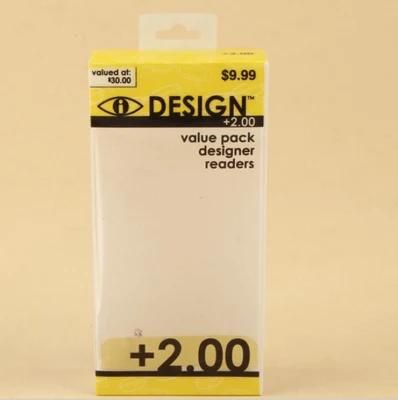 valued at:
$30.00
$9.99
DESIGN™
+2.00
value pack
designer
readers
+2.00